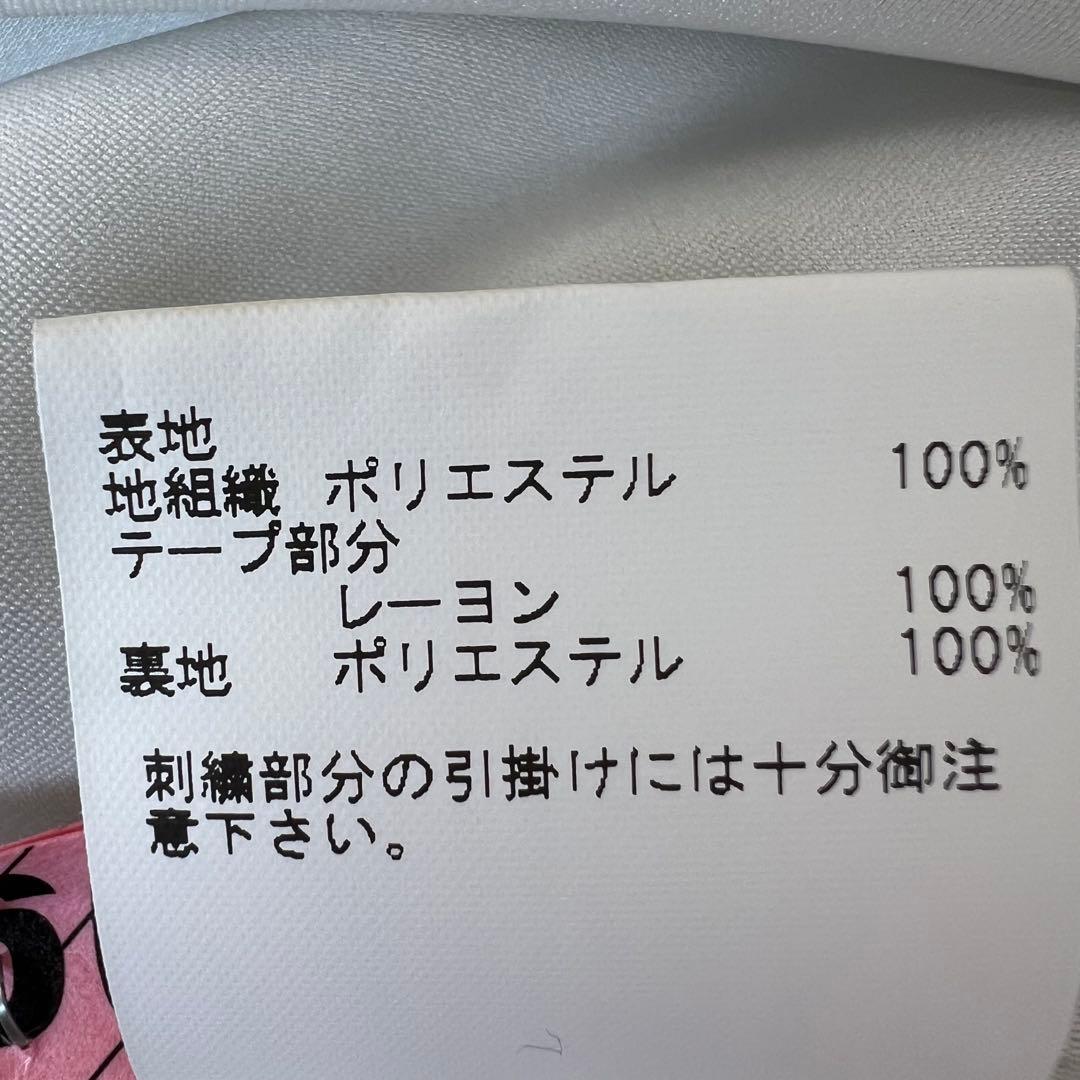 表地
地組織 ポリエステル 100%
テープ部分
レーヨン 100%
裏地 ポリエステル 100%
刺繍部分の引掛けには十分御注
意下さい。